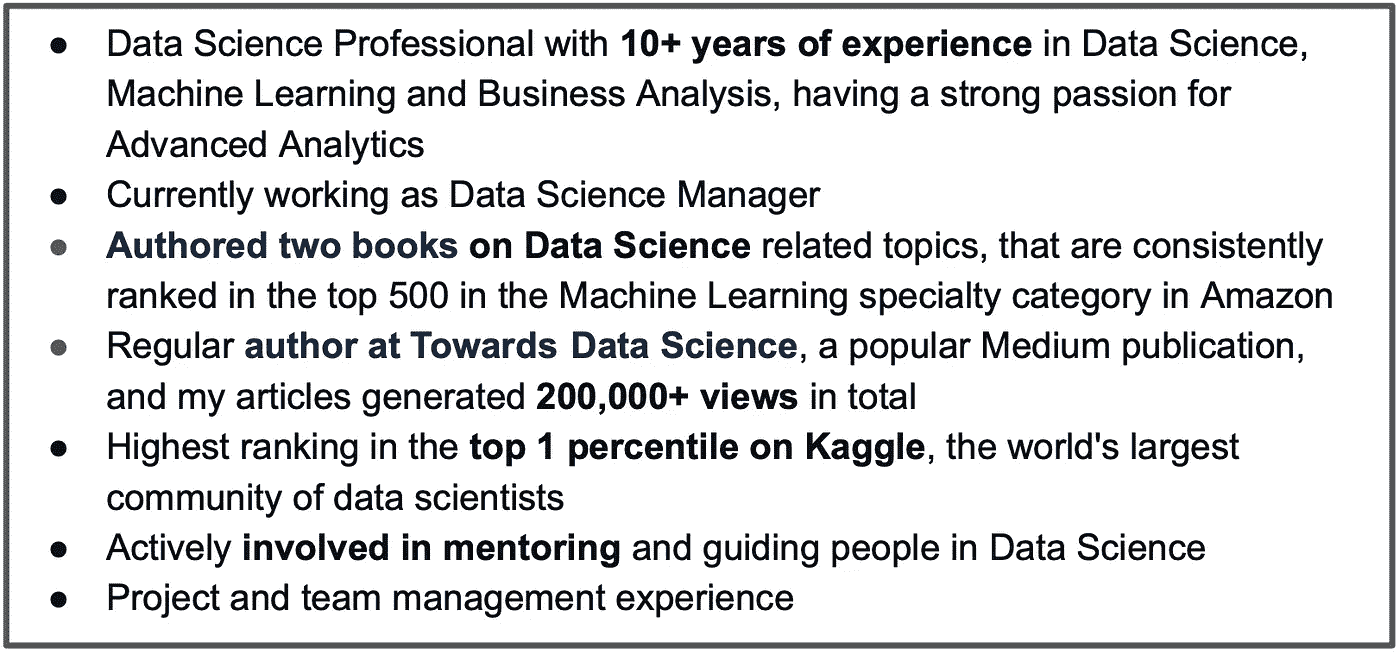 ● Data Science Professional with 10+ years of experience in Data Science,
Machine Learning and Business Analysis, having a strong passion for
Advanced Analytics
● Currently working as Data Science Manager
● Authored two books on Data Science related topics, that are consistently
ranked in the top 500 in the Machine Learning specialty category in Amazon
● Regular author at Towards Data Science, a popular Medium publication,
and my articles generated 200,000+ views in total
● Highest ranking in the top 1 percentile on Kaggle, the world's largest
community of data scientists
● Actively involved in mentoring and guiding people in Data Science
● Project and team management experience